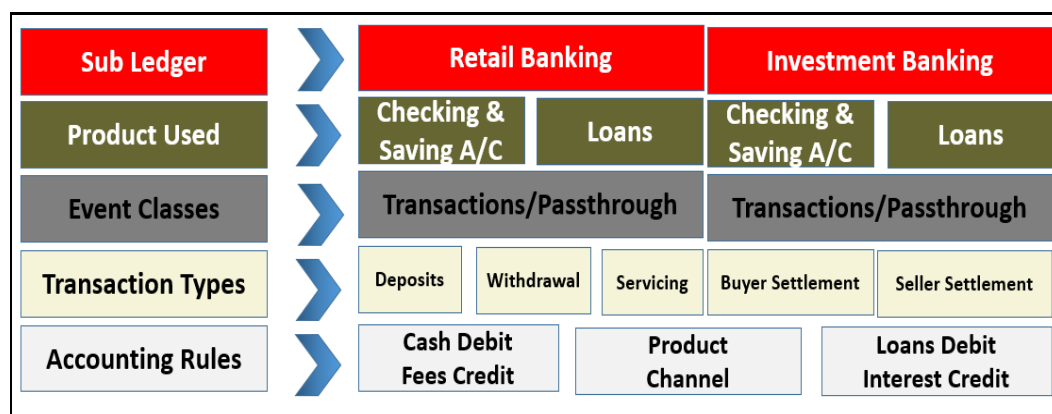 Sub Ledger
Retail Banking
Investment Banking
Product Used
Checking &
Saving A/C
Loans
Checking &
Saving A/C
Loans
Event Classes
Transactions/Passthrough
Transactions/Passthrough
Transaction Types
Deposits
Withdrawal
Servicing
Buyer Settlement
Seller Settlement
Accounting Rules
Cash Debit
Fees Credit
Product
Channel
Loans Debit
Interest Credit